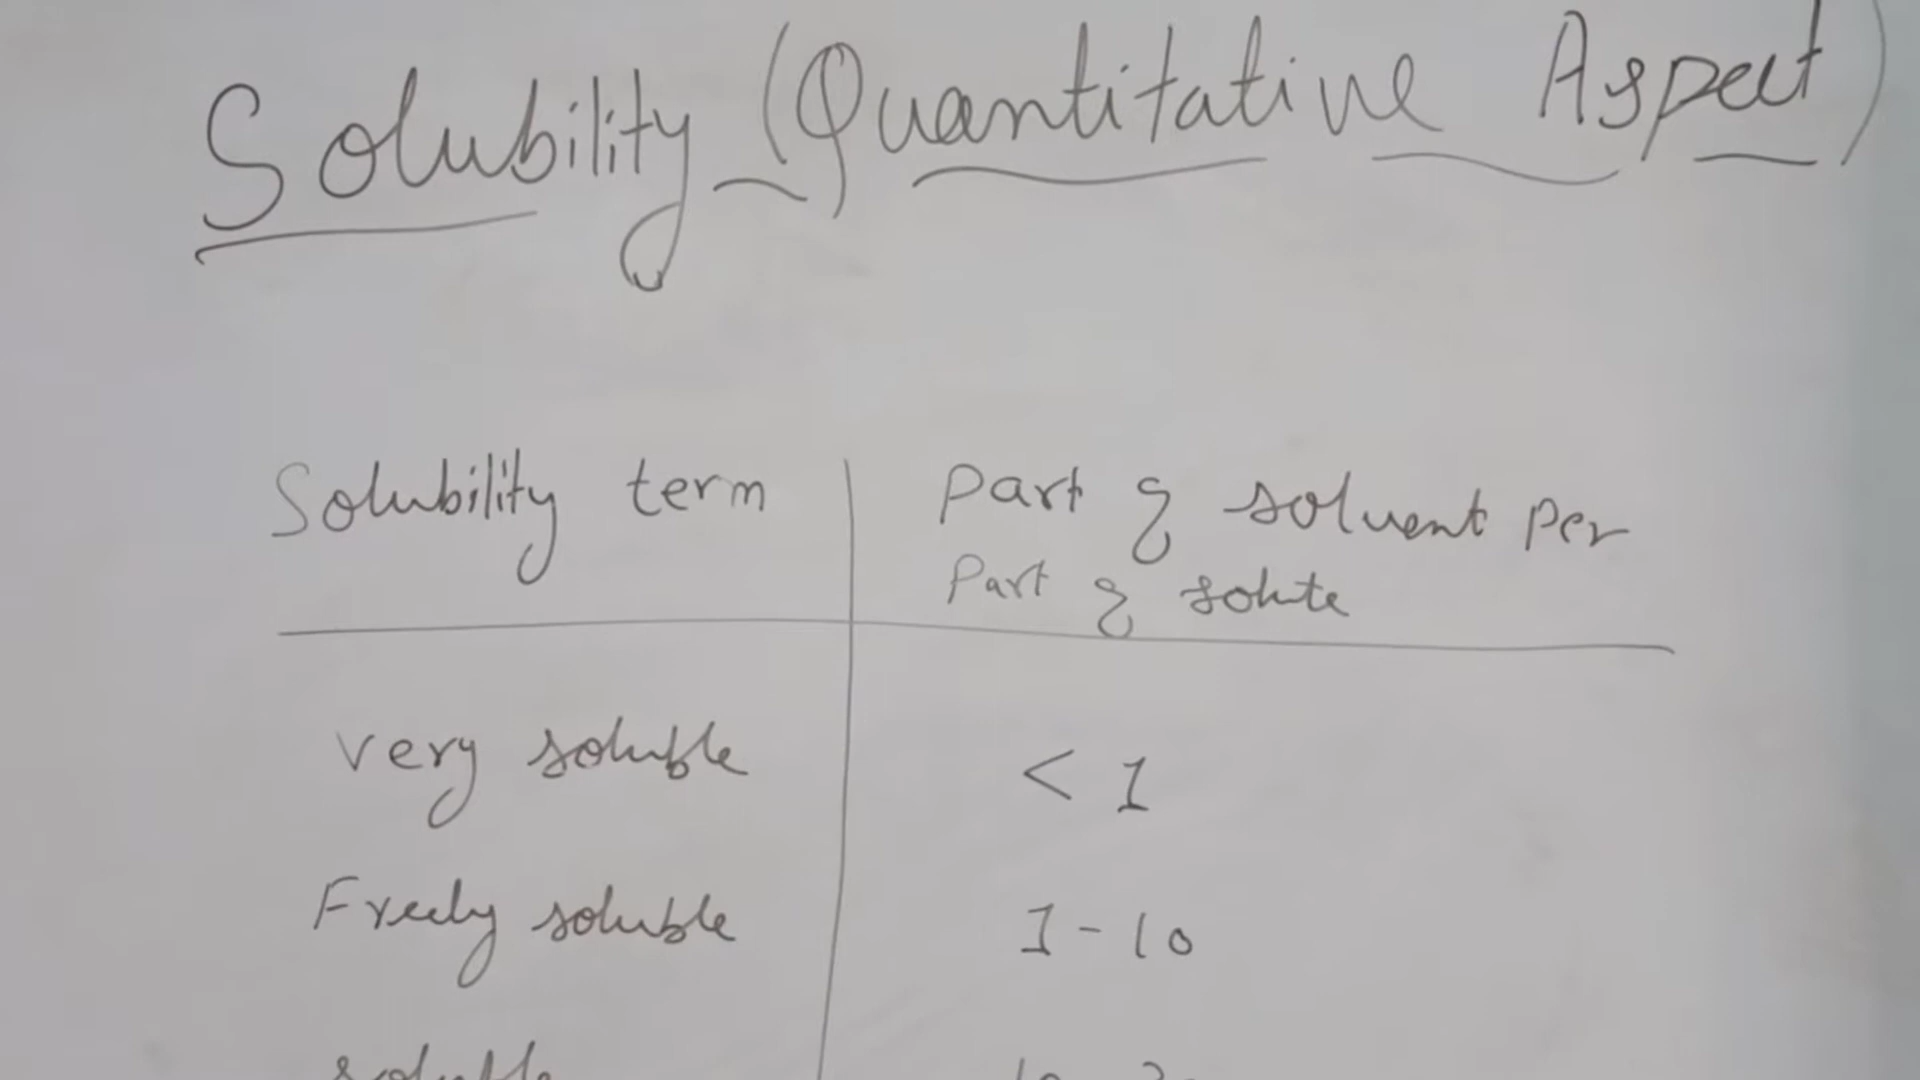 Solubility (Quantitative Aspect)
Solubility term
Part of solvent per
Part of solute
very soluble
< 1
Freely soluble
1-10
soluble